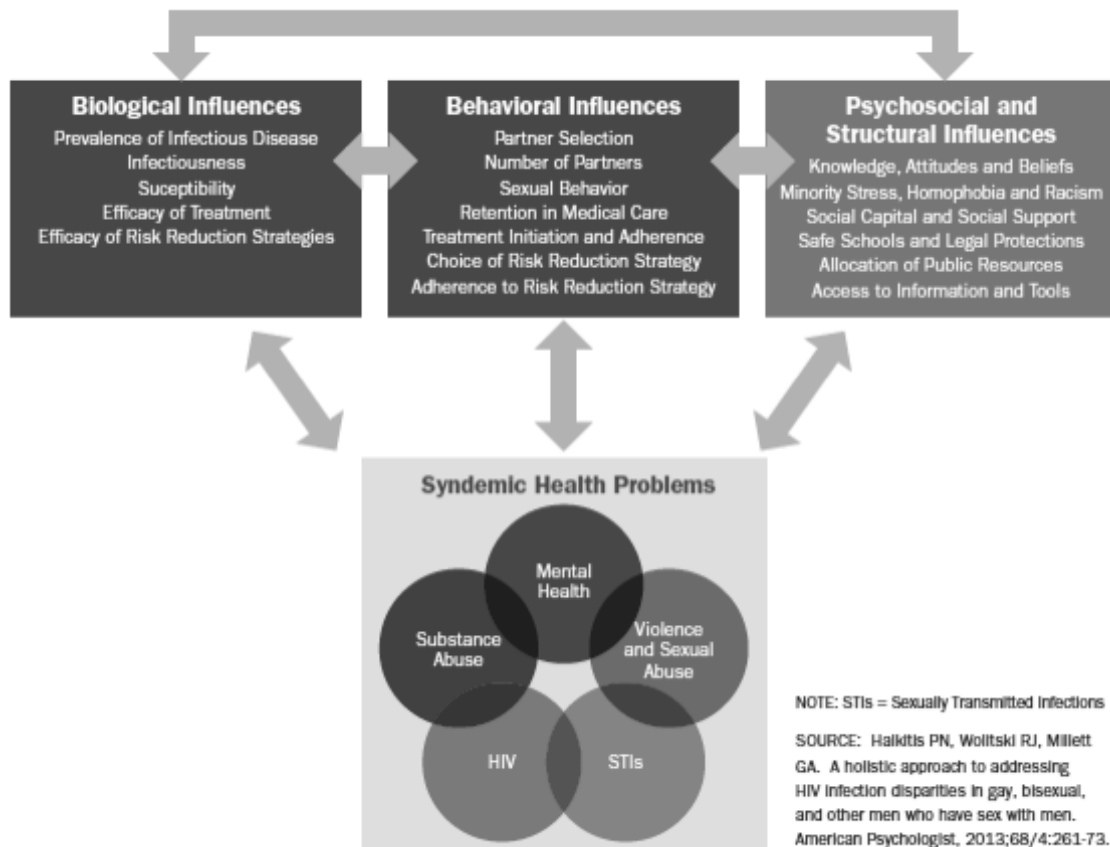 Biological Influences
Prevalence of Infectious Disease
Infectiousness
Suceptibility
Efficacy of Treatment
Efficacy of Risk Reduction Strategies
Behavioral Influences
Partner Selection
Number of Partners
Sexual Behavior
Retention in Medical Care
Treatment Initiation and Adherence
Choice of Risk Reduction Strategy
Adherence to Risk Reduction Strategy
Psychosocial and
Structural Influences
Knowledge, Attitudes and Beliefs
Minority Stress, Homophobia and Racism
Social Capital and Social Support
Safe Schools and Legal Protections
Allocation of Public Resources
Access to Information and Tools
Syndemic Health Problems
Mental
Health
Substance
Abuse
Violence
and Sexual
Abuse
HIV
STIs
NOTE: STIs = Sexually Transmitted Infections
SOURCE: Halkitis PN, Wolitski RJ, Millett
GA. A holistic approach to addressing
HIV infection disparities in gay, bisexual,
and other men who have sex with men.
American Psychologist, 2013;68/4:261-73.